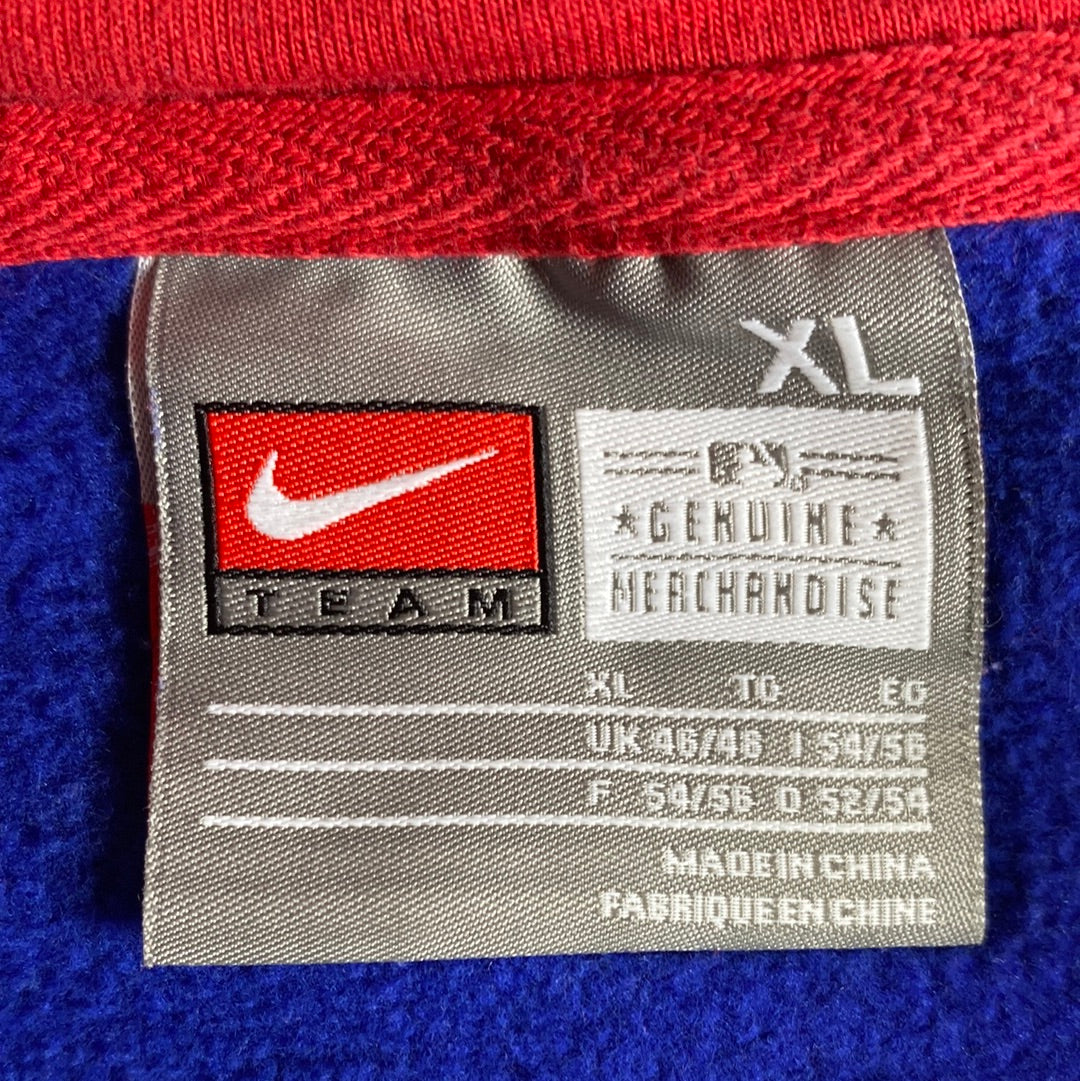 XL
TEAM
★ GENUINE ★
MERCHANDISE
XL TG EG
UK 46/48 I 54/56
F 54/56 D 52/54
MADE IN CHINA
FABRIQUE EN CHINE